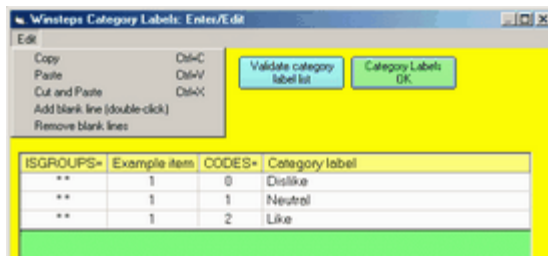 Winsteps Category Labels: Enter/Edit
Edit
Copy Ctrl+C
Paste Ctrl+V
Cut and Paste Ctrl+X
Add blank line (double-click)
Remove blank lines
Validate category
label list
Category Labels
OK
ISGROUPS= Example item CODES= Category label
** 1 0 Dislike
** 1 1 Neutral
** 1 2 Like